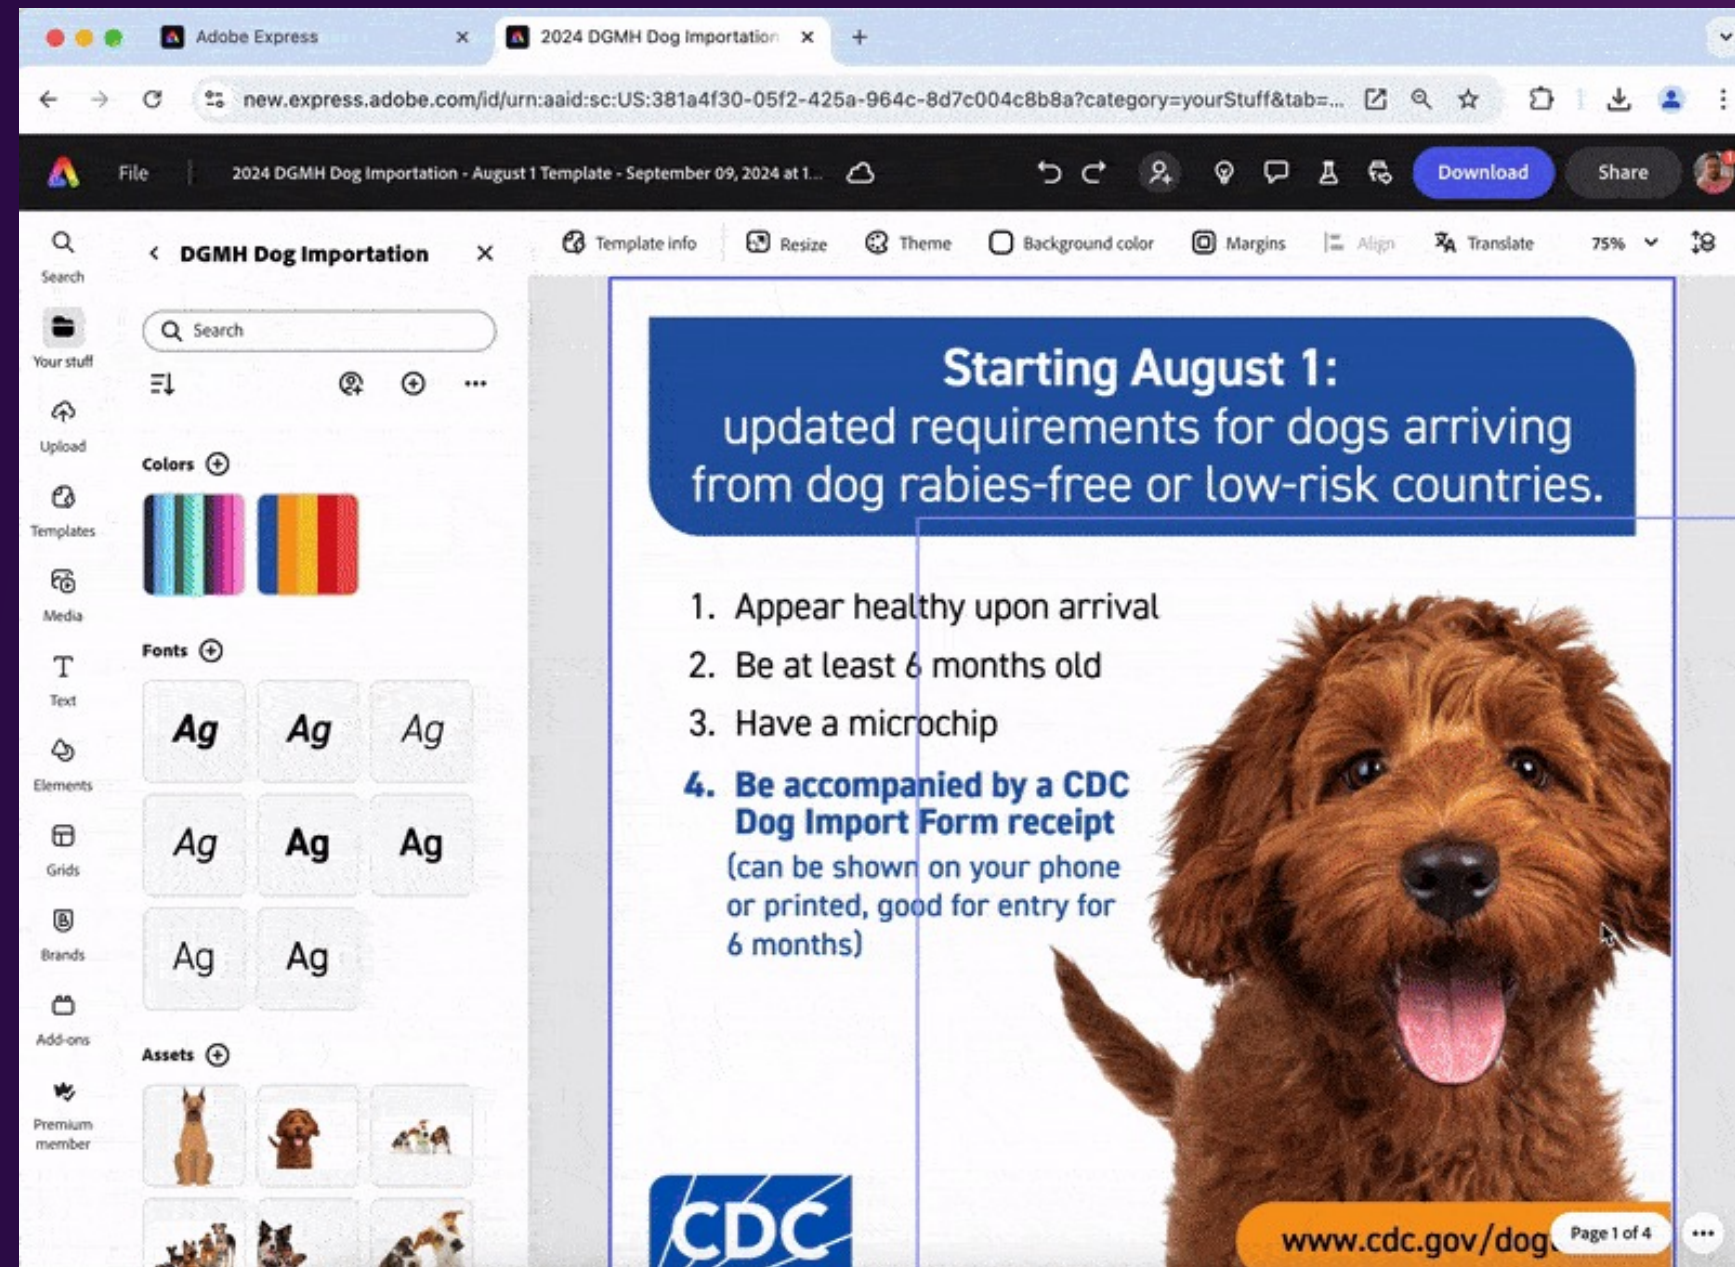 Adobe Express
2024 DGMH Dog Importation
new.express.adobe.com/id/urn:aaid:sc:US:381a4f30-05f2-425a-964c-8d7c004c8b8a?category=yourStuff&tab=...
File
2024 DGMH Dog Importation - August 1 Template - September 09, 2024 at 1...
Download
Share
1
Search
Your stuff
Upload
Templates
Media
Text
Elements
Grids
Brands
Add-ons
Premium
member
DGMH Dog Importation
Search
Colors
Fonts
Ag Ag Ag
Ag Ag Ag
Ag Ag
Assets
Template info
Resize
Theme
Background color
Margins
Align
Translate
75%
Starting August 1:
updated requirements for dogs arriving
from dog rabies-free or low-risk countries.
1. Appear healthy upon arrival
2. Be at least 6 months old
3. Have a microchip
4. Be accompanied by a CDC
Dog Import Form receipt
(can be shown on your phone
or printed, good for entry for
6 months)
CDC
www.cdc.gov/dog
Page 1 of 4